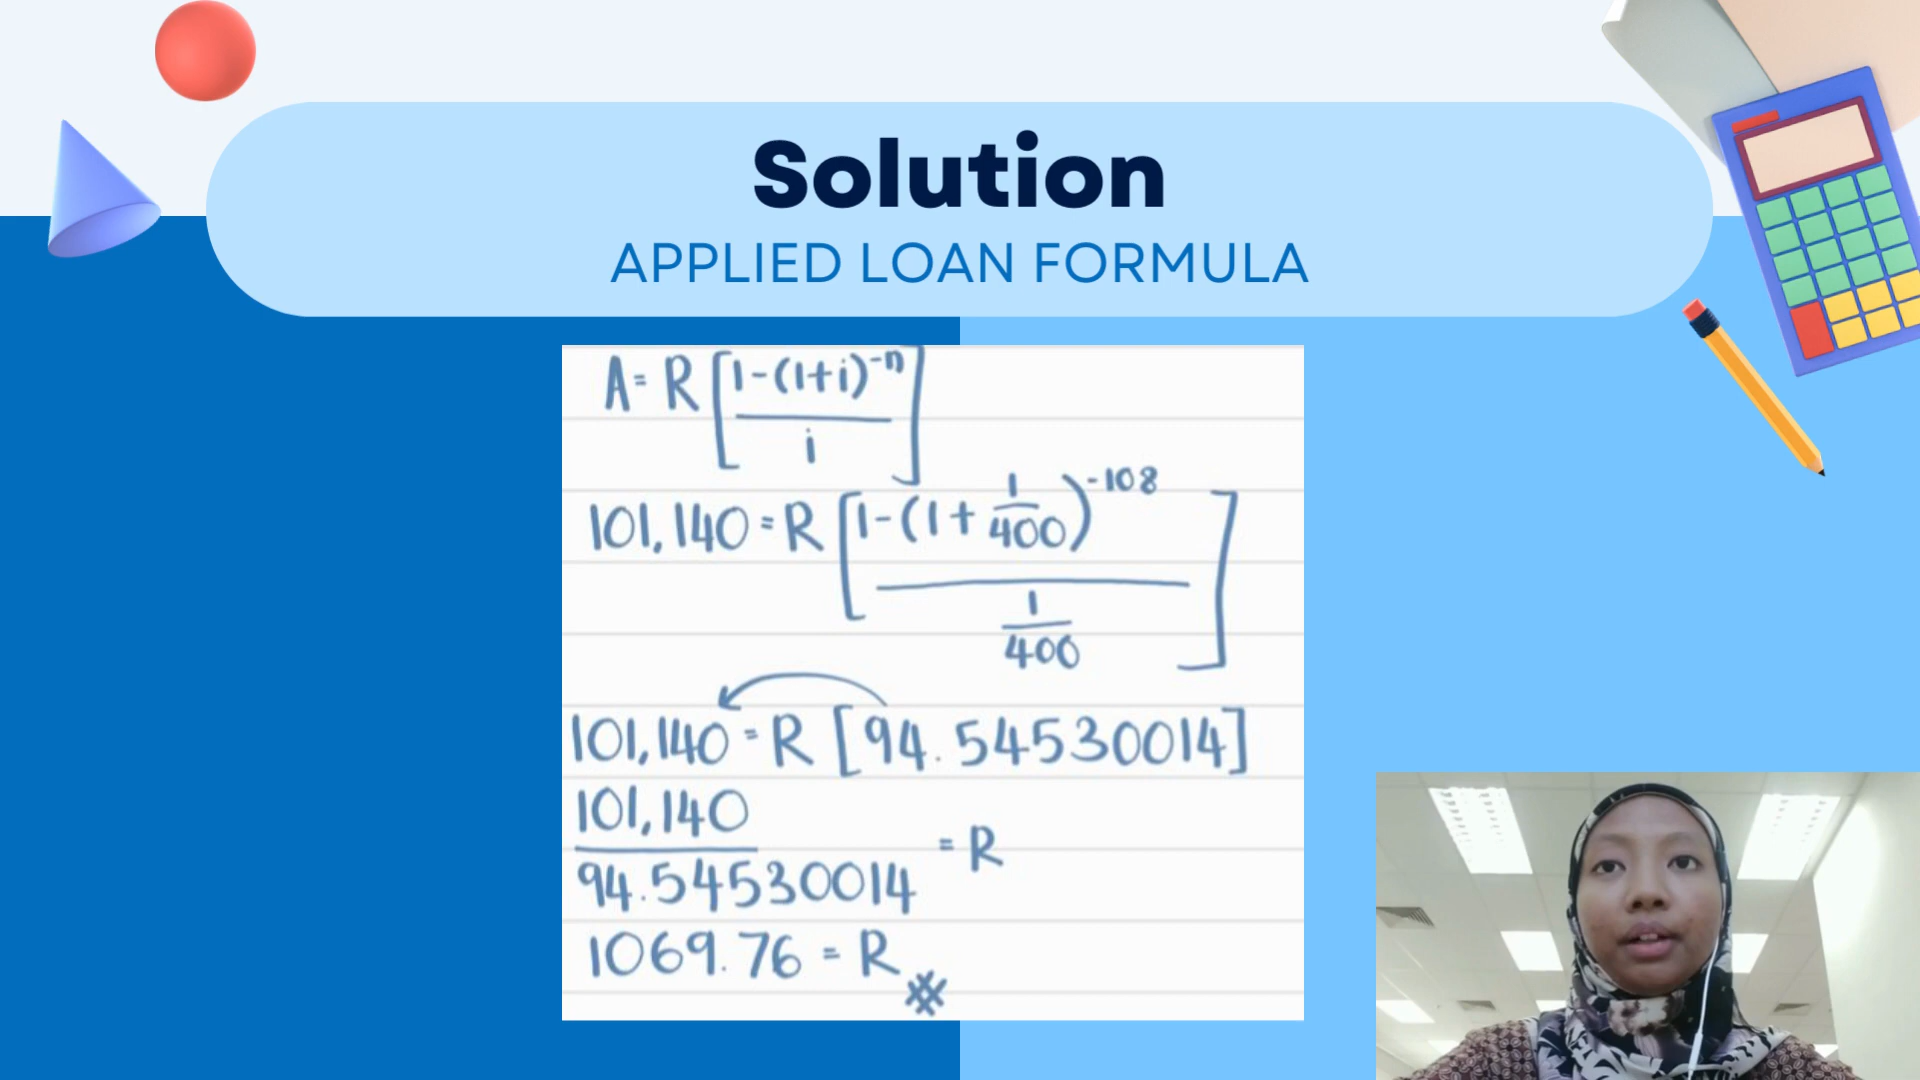 Solution
APPLIED LOAN FORMULA
A = R [1-(1+i)^-n / i]
101,140 = R [1-(1+1/400)^-108 / 1/400]
101,140 = R [94.54530014]
101,140 / 94.54530014 = R
1069.76 = R